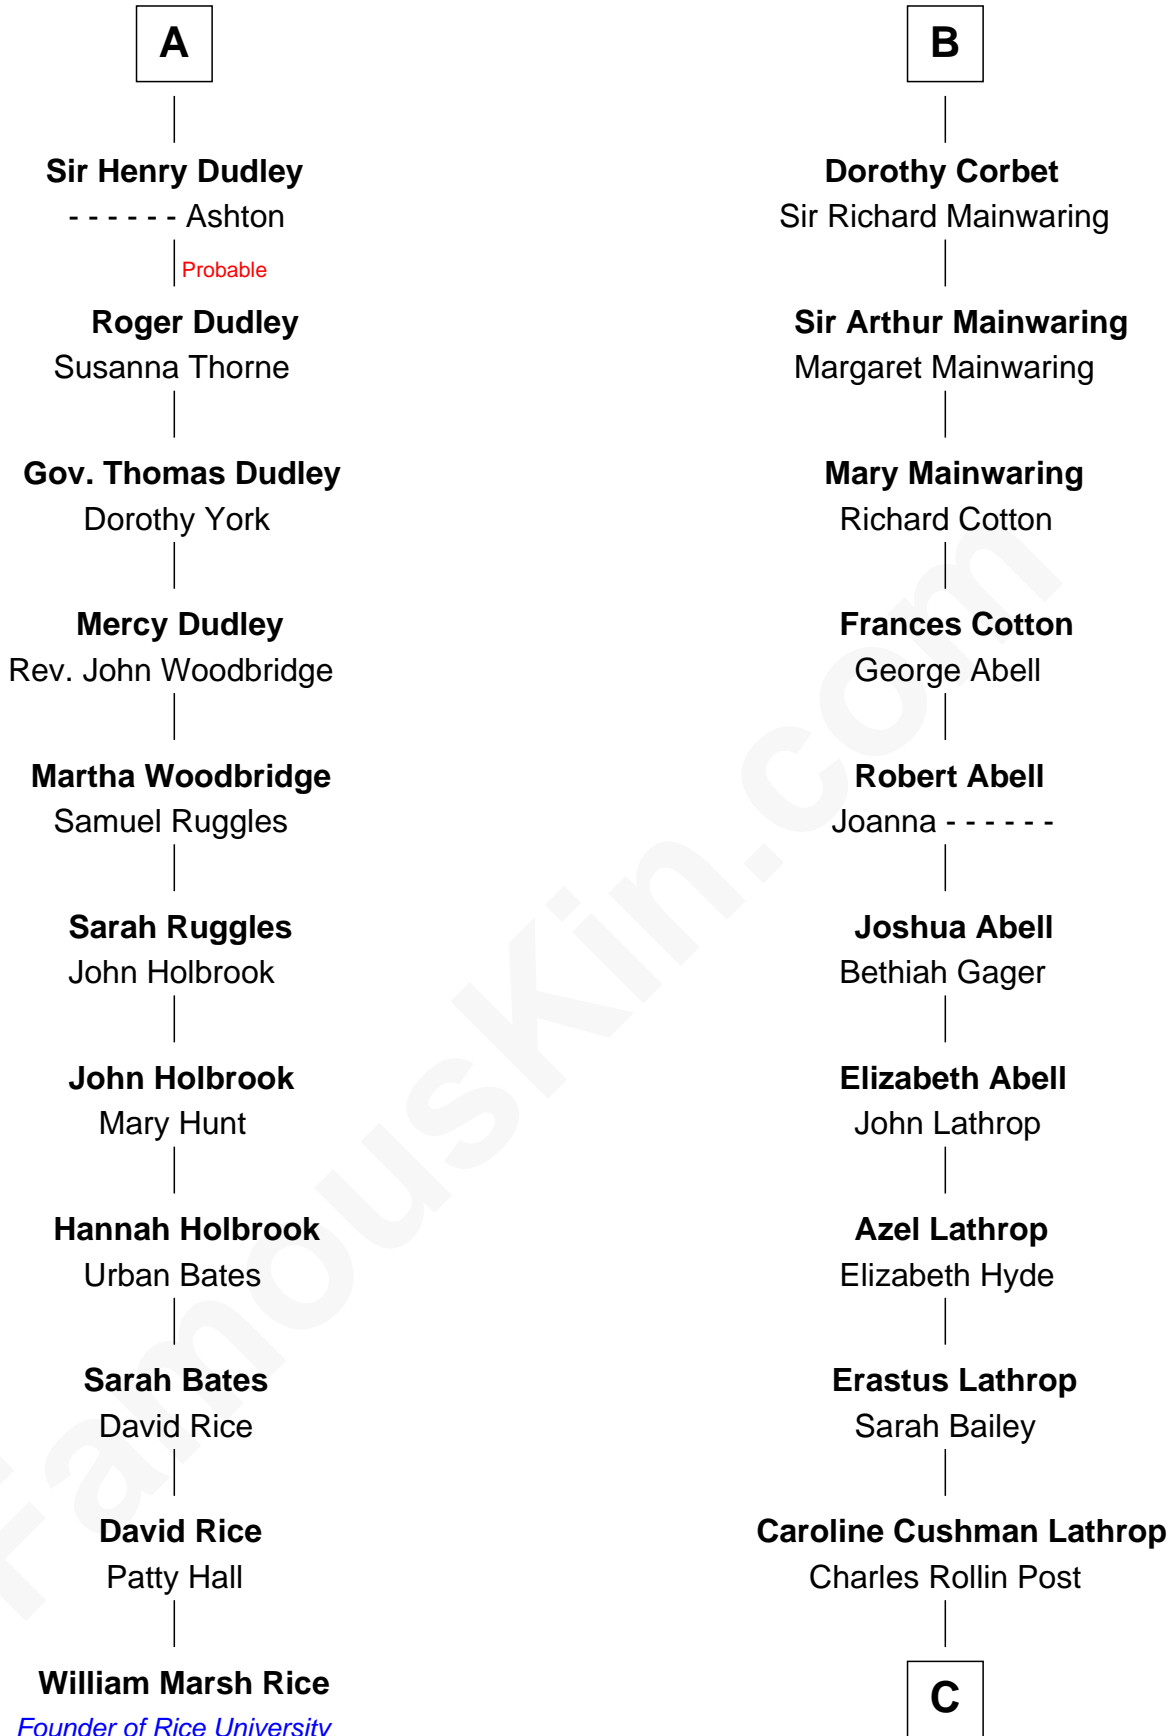 A
Sir Henry Dudley
- - - - - - Ashton
Probable
Roger Dudley
Susanna Thorne
Gov. Thomas Dudley
Dorothy York
Mercy Dudley
Rev. John Woodbridge
Martha Woodbridge
Samuel Ruggles
Sarah Ruggles
John Holbrook
John Holbrook
Mary Hunt
Hannah Holbrook
Urban Bates
Sarah Bates
David Rice
David Rice
Patty Hall
William Marsh Rice
Founder of Rice University
B
Dorothy Corbet
Sir Richard Mainwaring
Sir Arthur Mainwaring
Margaret Mainwaring
Mary Mainwaring
Richard Cotton
Frances Cotton
George Abell
Robert Abell
Joanna - - - - - -
Joshua Abell
Bethiah Gager
Elizabeth Abell
John Lathrop
Azel Lathrop
Elizabeth Hyde
Erastus Lathrop
Sarah Bailey
Caroline Cushman Lathrop
Charles Rollin Post
C
FamousKin.com